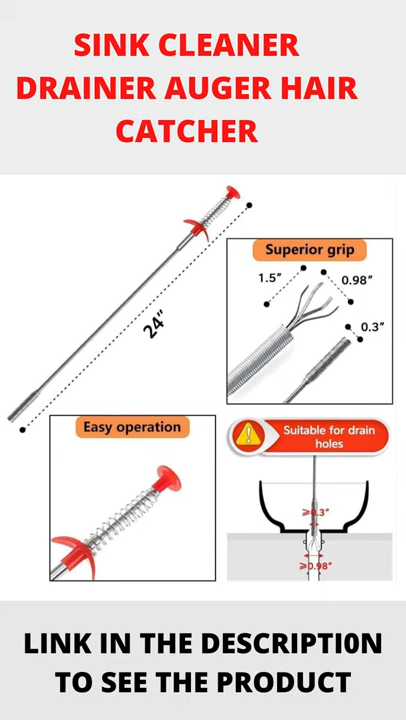 SINK CLEANER
DRAINER AUGER HAIR
CATCHER
24"
Superior grip
1.5"
0.98"
0.3"
Easy operation
Suitable for drain
holes
≥0.3"
≥0.98"
LINK IN THE DESCRIPTI0N
TO SEE THE PRODUCT